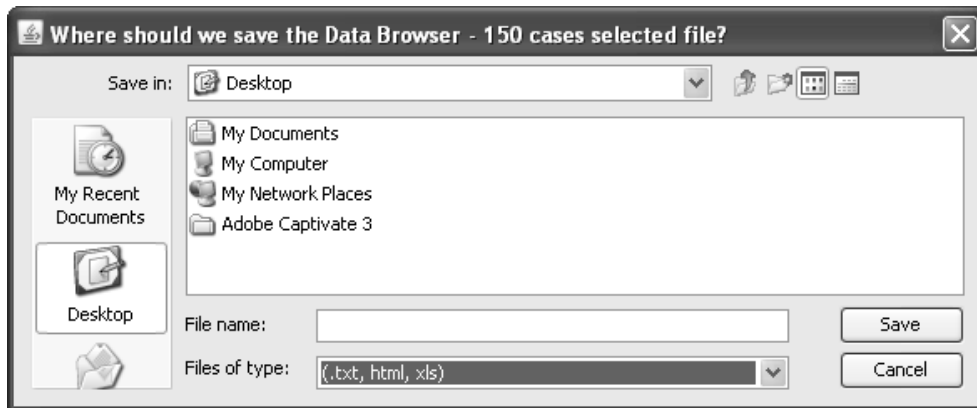 Where should we save the Data Browser - 150 cases selected file?
Save in:
Desktop
My Recent
Documents
Desktop
My Documents
My Computer
My Network Places
Adobe Captivate 3
File name:
Save
Files of type:
(.txt, html, xls)
Cancel